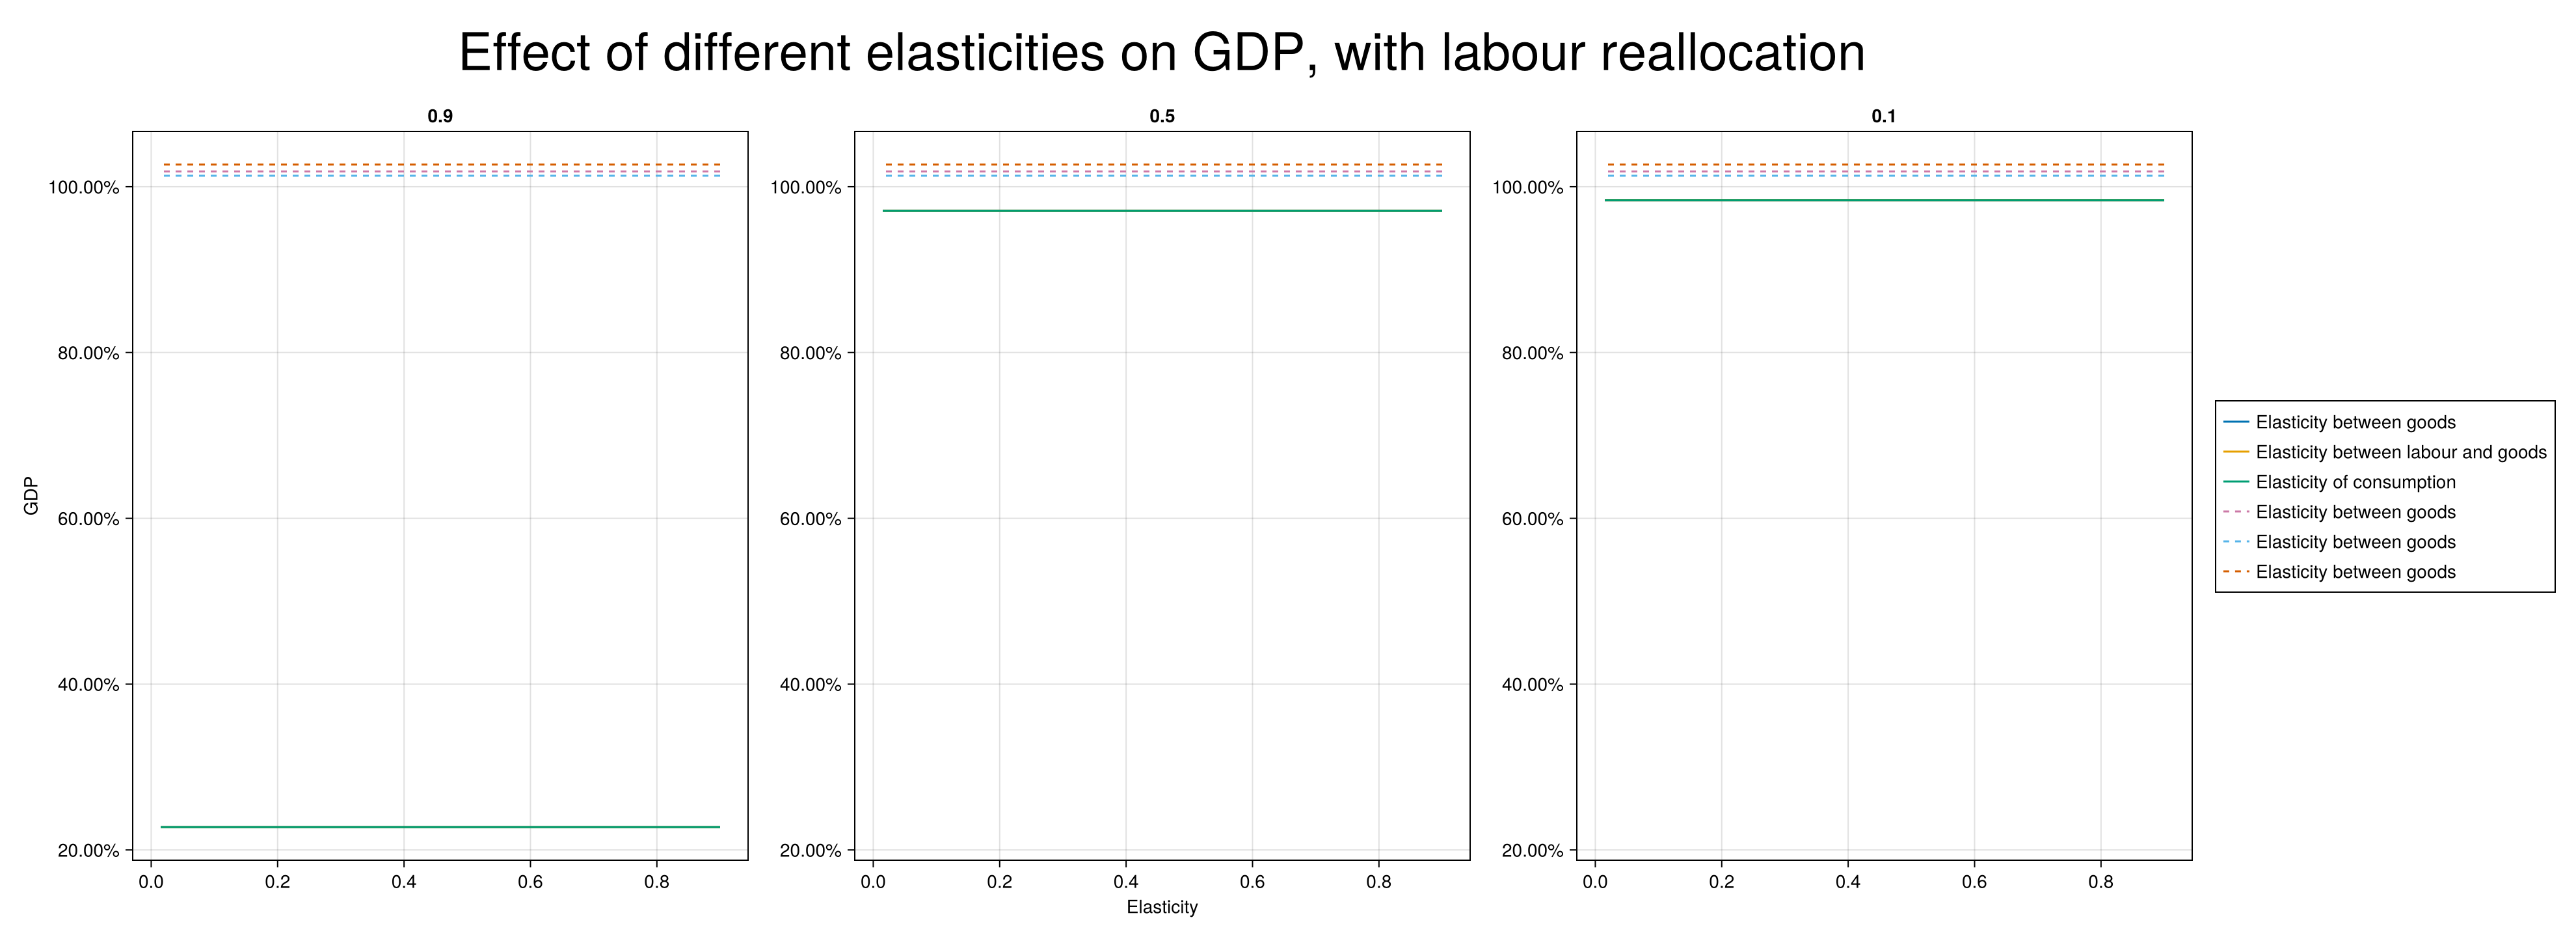 Effect of different elasticities on GDP, with labour reallocation
0.9
0.5
0.1
GDP
100.00%
80.00%
60.00%
40.00%
20.00%
0.0 0.2 0.4 0.6 0.8
100.00%
80.00%
60.00%
40.00%
20.00%
0.0 0.2 0.4 0.6 0.8
100.00%
80.00%
60.00%
40.00%
20.00%
0.0 0.2 0.4 0.6 0.8
Elasticity
Elasticity between goods
Elasticity between labour and goods
Elasticity of consumption
Elasticity between goods
Elasticity between goods
Elasticity between goods